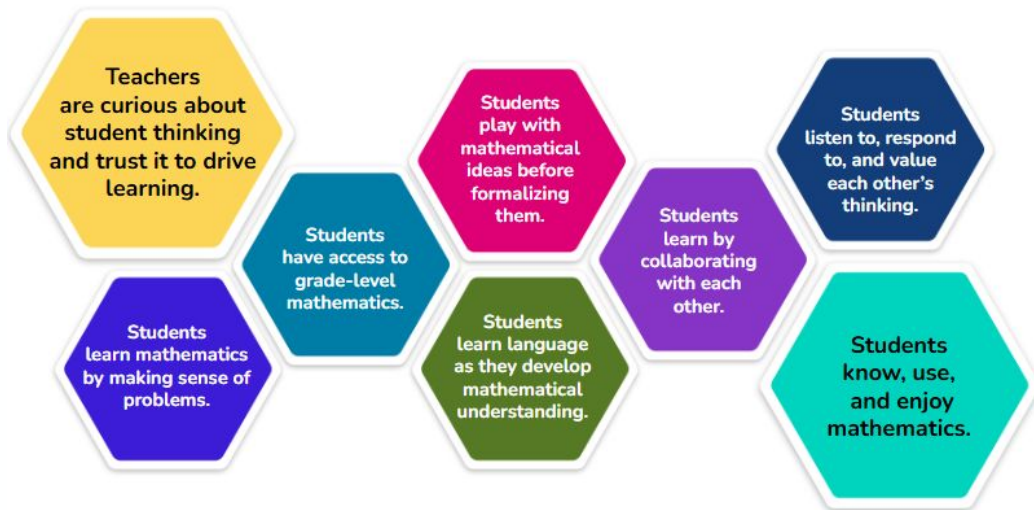 Teachers
are curious about
student thinking
and trust it to drive
learning.
Students
learn mathematics
by making sense of
problems.
Students
have access to
grade-level
mathematics.
Students
play with
mathematical
ideas before
formalizing
them.
Students
learn language
as they develop
mathematical
understanding.
Students
learn by
collaborating
with each
other.
Students
listen to, respond
to, and value
each other’s
thinking.
Students
know, use,
and enjoy
mathematics.